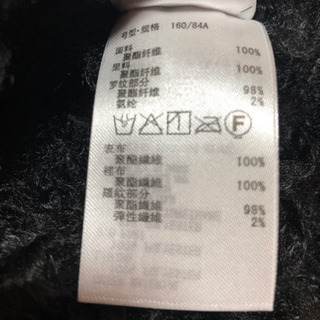 号型·规格 160/84A
面料
聚酯纤维 100%
里料
聚酯纤维 100%
罗纹部分
聚酯纤维 98%
氨纶 2%
F
表布
聚酯纖維 100%
裡布
聚酯纖維 100%
羅紋部分
聚酯纖維 98%
彈性纖維 2%